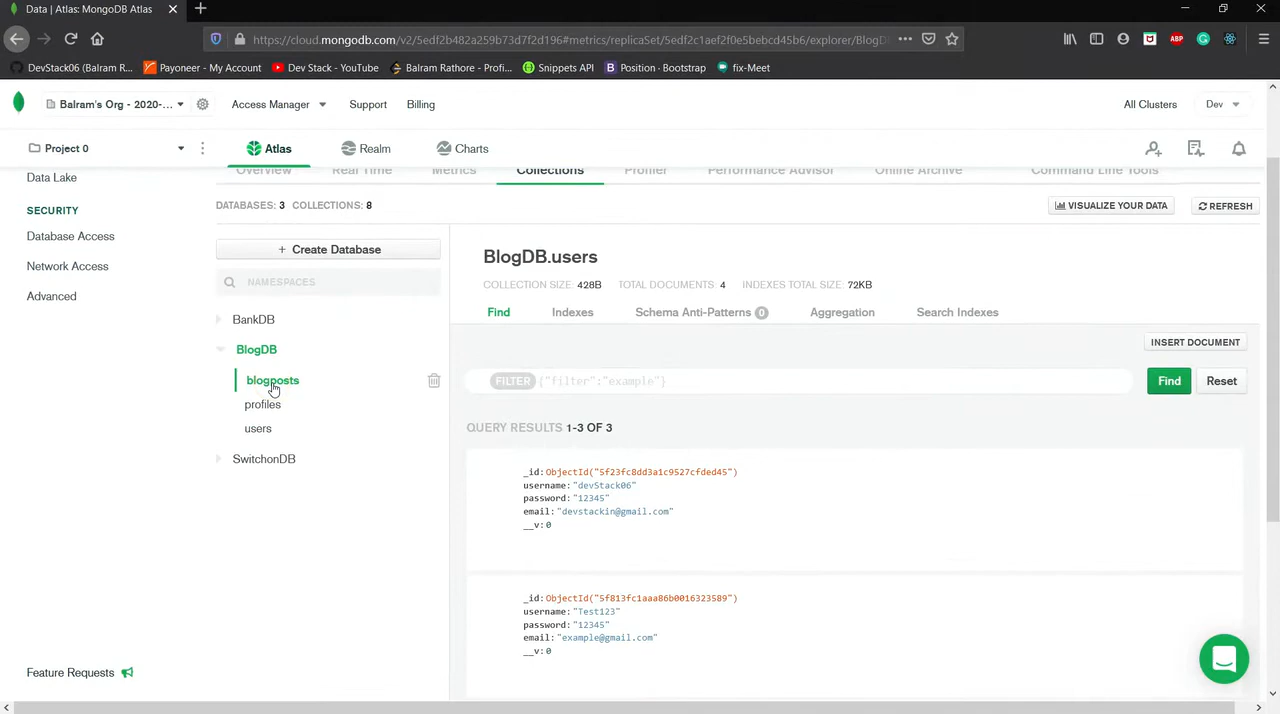 Data | Atlas: MongoDB Atlas
https://cloud.mongodb.com/v2/5edf2b482a259b73d7f2d196#metrics/replicaSet/5edf2c1aef2f0e5bebcd45b6/explorer/BlogD
DevStack06 (Balram R... Payoneer - My Account Dev Stack - YouTube Balram Rathore - Profi... Snippets API Position · Bootstrap fix-Meet
Balram's Org - 2020-... Access Manager Support Billing All Clusters Dev
Project 0 Atlas Realm Charts
Data Lake Overview Real Time Metrics Collections Profiler Performance Advisor Online Archive Command Line Tools
DATABASES: 3 COLLECTIONS: 8 VISUALIZE YOUR DATA REFRESH
SECURITY
Database Access
Network Access
Advanced
+ Create Database
NAMESPACES
BankDB
BlogDB
blogposts
profiles
users
SwitchonDB
BlogDB.users
COLLECTION SIZE: 428B TOTAL DOCUMENTS 4 INDEXES TOTAL SIZE: 72KB
Find Indexes Schema Anti-Patterns 0 Aggregation Search Indexes
INSERT DOCUMENT
FILTER {"filter":"example"} Find Reset
QUERY RESULTS 1-3 OF 3
_id:ObjectId("5f23fc8dd3a1c9527cfded45")
username:"devStack06"
password:"12345"
email:"devstackin@gmail.com"
__v:0
_id:ObjectId("5f813fc1aaa86b0016323589")
username:"Test123"
password:"12345"
email:"example@gmail.com"
__v:0
Feature Requests